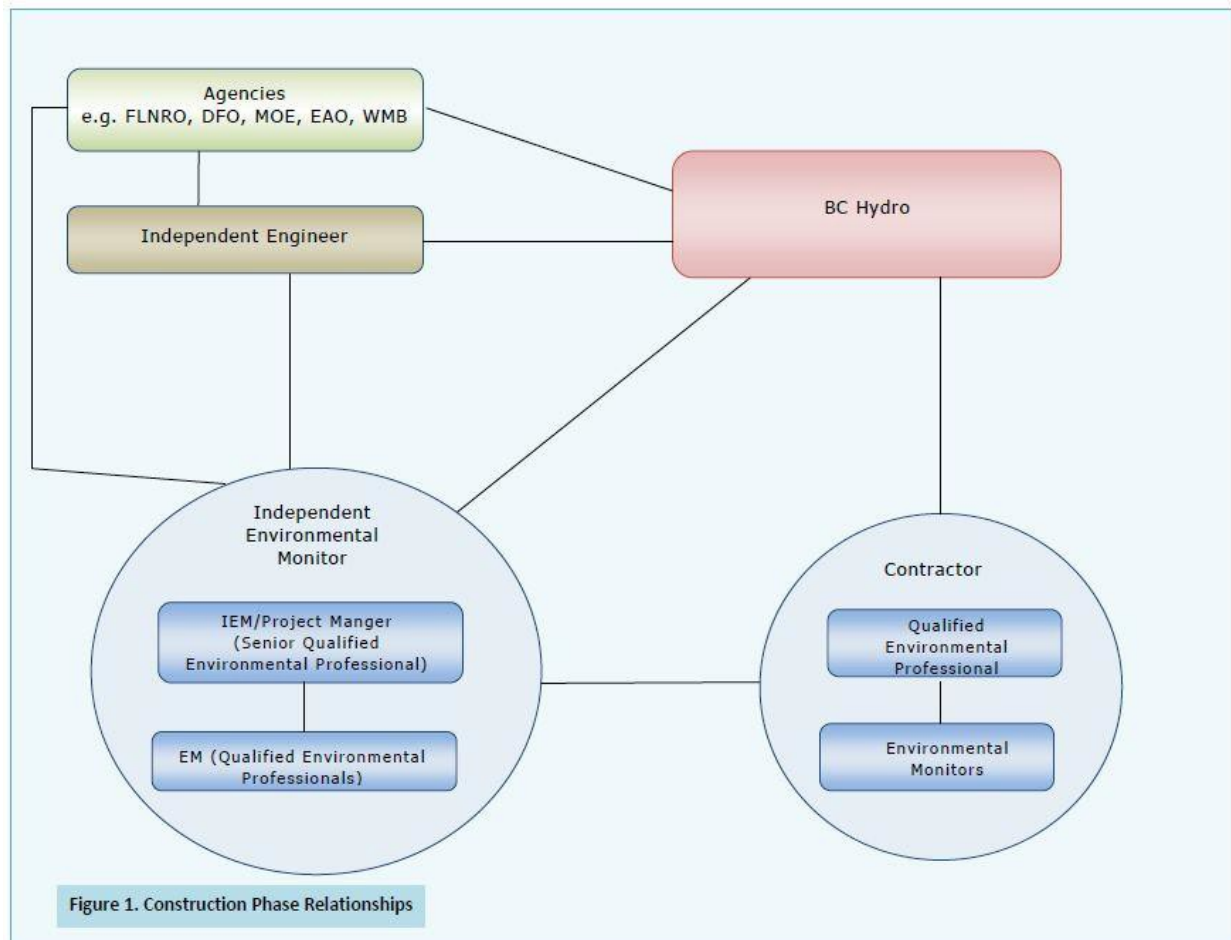 Agencies
e.g. FLNRO, DFO, MOE, EAO, WMB
Independent Engineer
BC Hydro
Independent
Environmental
Monitor
IEM/Project Manger
(Senior Qualified
Environmental Professional)
EM (Qualified Environmental
Professionals)
Contractor
Qualified
Environmental
Professional
Environmental
Monitors
Figure 1. Construction Phase Relationships